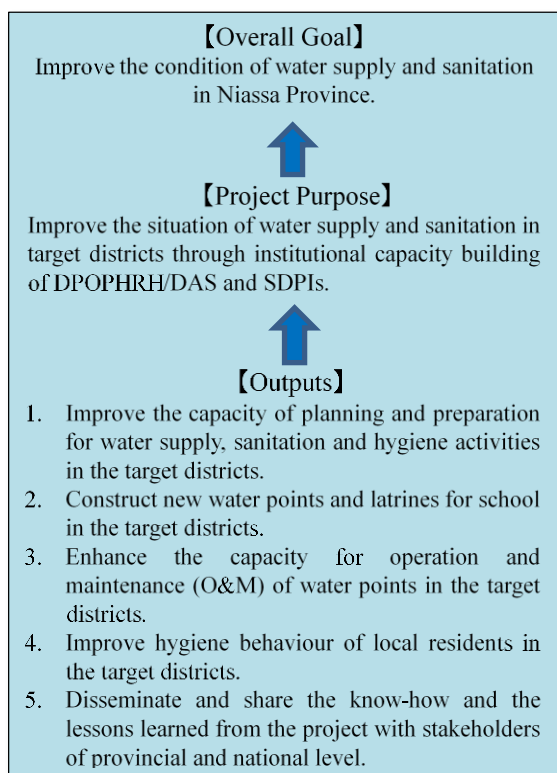 【Overall Goal】
Improve the condition of water supply and sanitation
in Niassa Province.
【Project Purpose】
Improve the situation of water supply and sanitation in
target districts through institutional capacity building
of DPOPHRH/DAS and SDPIs.
【Outputs】
1. Improve the capacity of planning and preparation
for water supply, sanitation and hygiene activities
in the target districts.
2. Construct new water points and latrines for school
in the target districts.
3. Enhance the capacity for operation and
maintenance (O&M) of water points in the target
districts.
4. Improve hygiene behaviour of local residents in
the target districts.
5. Disseminate and share the know-how and the
lessons learned from the project with stakeholders
of provincial and national level.